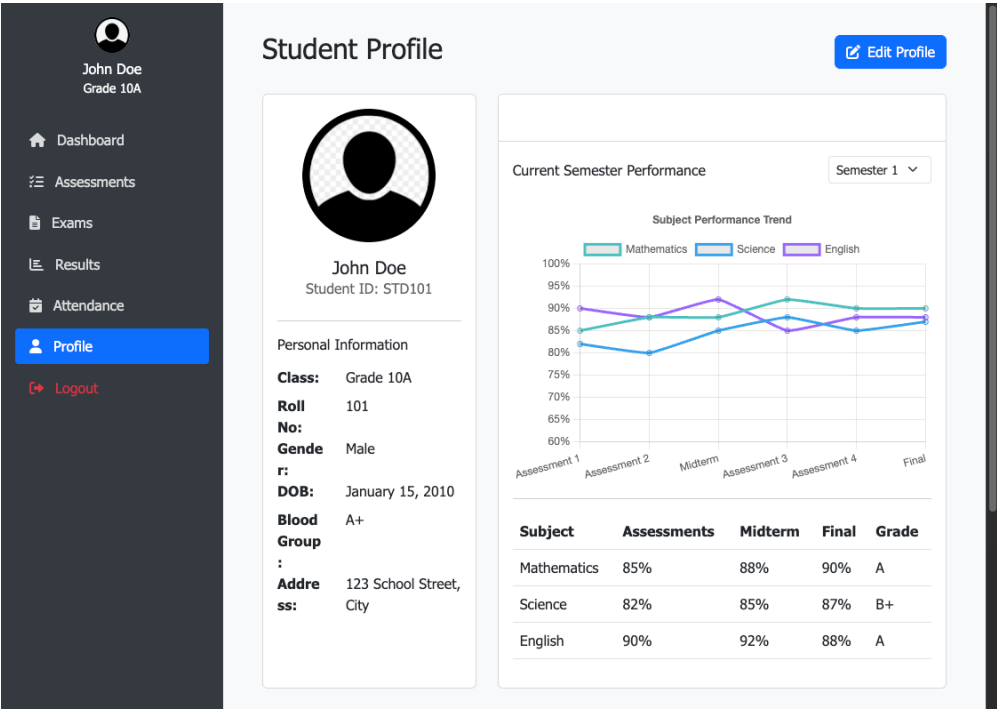 John Doe
Grade 10A
Dashboard
Assessments
Exams
Results
Attendance
Profile
Logout
Student Profile
Edit Profile
John Doe
Student ID: STD101
Personal Information
Class: Grade 10A
Roll 101
No:
Gende Male
r:
DOB: January 15, 2010
Blood A+
Group
:
Addre 123 School Street,
ss: City
Current Semester Performance
Semester 1
Subject Performance Trend
Mathematics Science English
100%
95%
90%
85%
80%
75%
70%
65%
60%
Assessment 1 Assessment 2 Midterm Assessment 3 Assessment 4 Final
Subject Assessments Midterm Final Grade
Mathematics 85% 88% 90% A
Science 82% 85% 87% B+
English 90% 92% 88% A